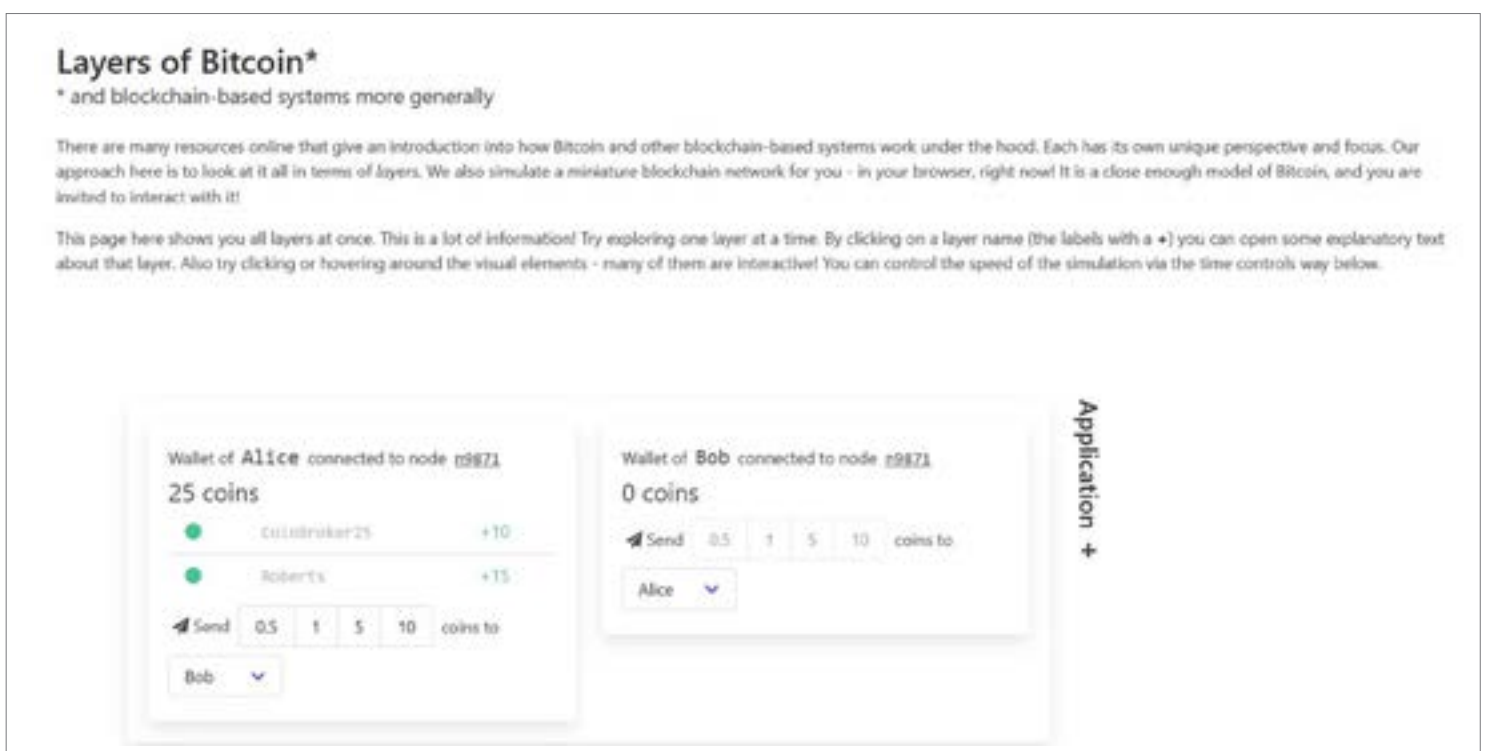 Layers of Bitcoin*
* and blockchain-based systems more generally
There are many resources online that give an introduction into how Bitcoin and other blockchain-based systems work under the hood. Each has its own unique perspective and focus. Our
approach here is to look at it all in terms of layers. We also simulate a miniature blockchain network for you - in your browser, right now! It is a close enough model of Bitcoin, and you are
invited to interact with it!
This page here shows you all layers at once. This is a lot of information! Try exploring one layer at a time. By clicking on a layer name (the labels with a +) you can open some explanatory text
about that layer. Also try clicking or hovering around the visual elements - many of them are interactive! You can control the speed of the simulation via the time controls way below.
Wallet of Alice connected to node n9871
25 coins
CoinBroker25 +10
Roberts +15
Send 0.5 1 5 10 coins to
Bob
Wallet of Bob connected to node n9871
0 coins
Send 0.5 1 5 10 coins to
Alice
Application +